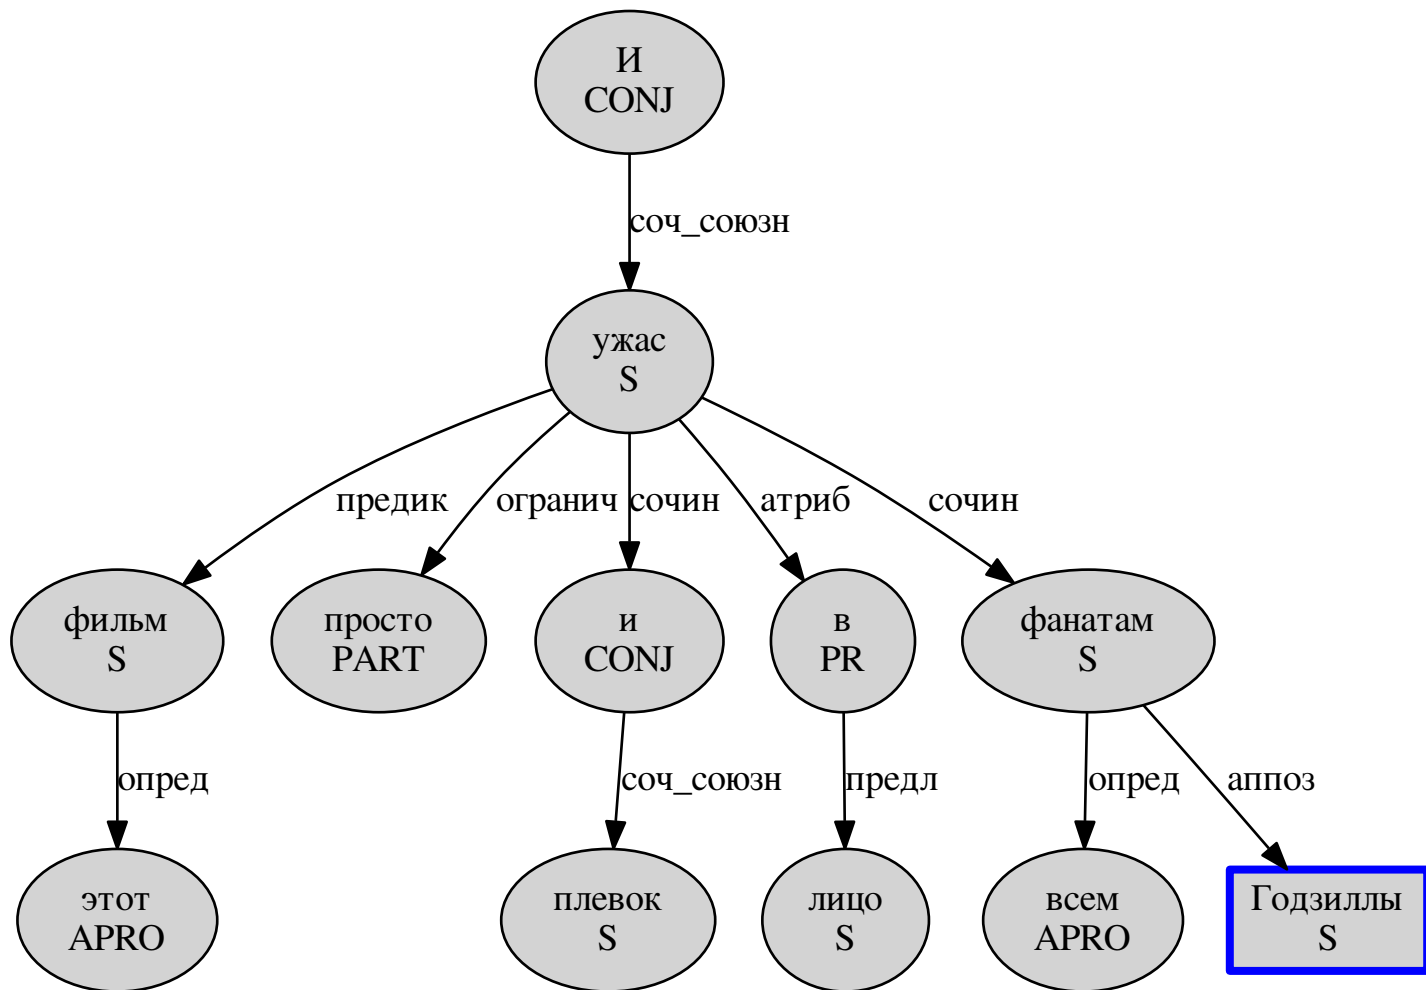 И
CONJ
соч_союзн
ужас
S
предик
огранич
сочин
атриб
сочин
фильм
S
просто
PART
и
CONJ
в
PR
фанатам
S
опред
соч_союзн
предл
опред
аппоз
этот
APRO
плевок
S
лицо
S
всем
APRO
Годзиллы
S